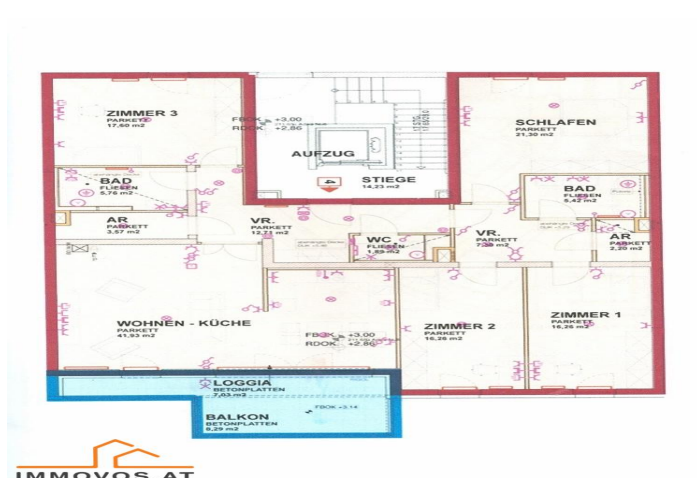 ZIMMER 3
PARKETT
17,60 m2
FBOK +3.00
RDOK +2.86
AUFZUG
STIEGE
14,23 m2
SCHLAFEN
PARKETT
21,30 m2
BAD
FLIESEN
5,76 m2
BAD
FLIESEN
5,42 m2
AR
PARKETT
3,57 m2
VR.
PARKETT
12,71 m2
WC
FLIESEN
1,89 m2
VR.
PARKETT
AR
PARKETT
2,20 m2
WOHNEN - KÜCHE
PARKETT
41,93 m2
FBOK +3.00
RDOK +2.86
ZIMMER 2
PARKETT
16,26 m2
ZIMMER 1
PARKETT
16,26 m2
LOGGIA
BETONPLATTEN
7,03 m2
BALKON
BETONPLATTEN
8,29 m2
FBOK +3.14
IMMOVOS.AT